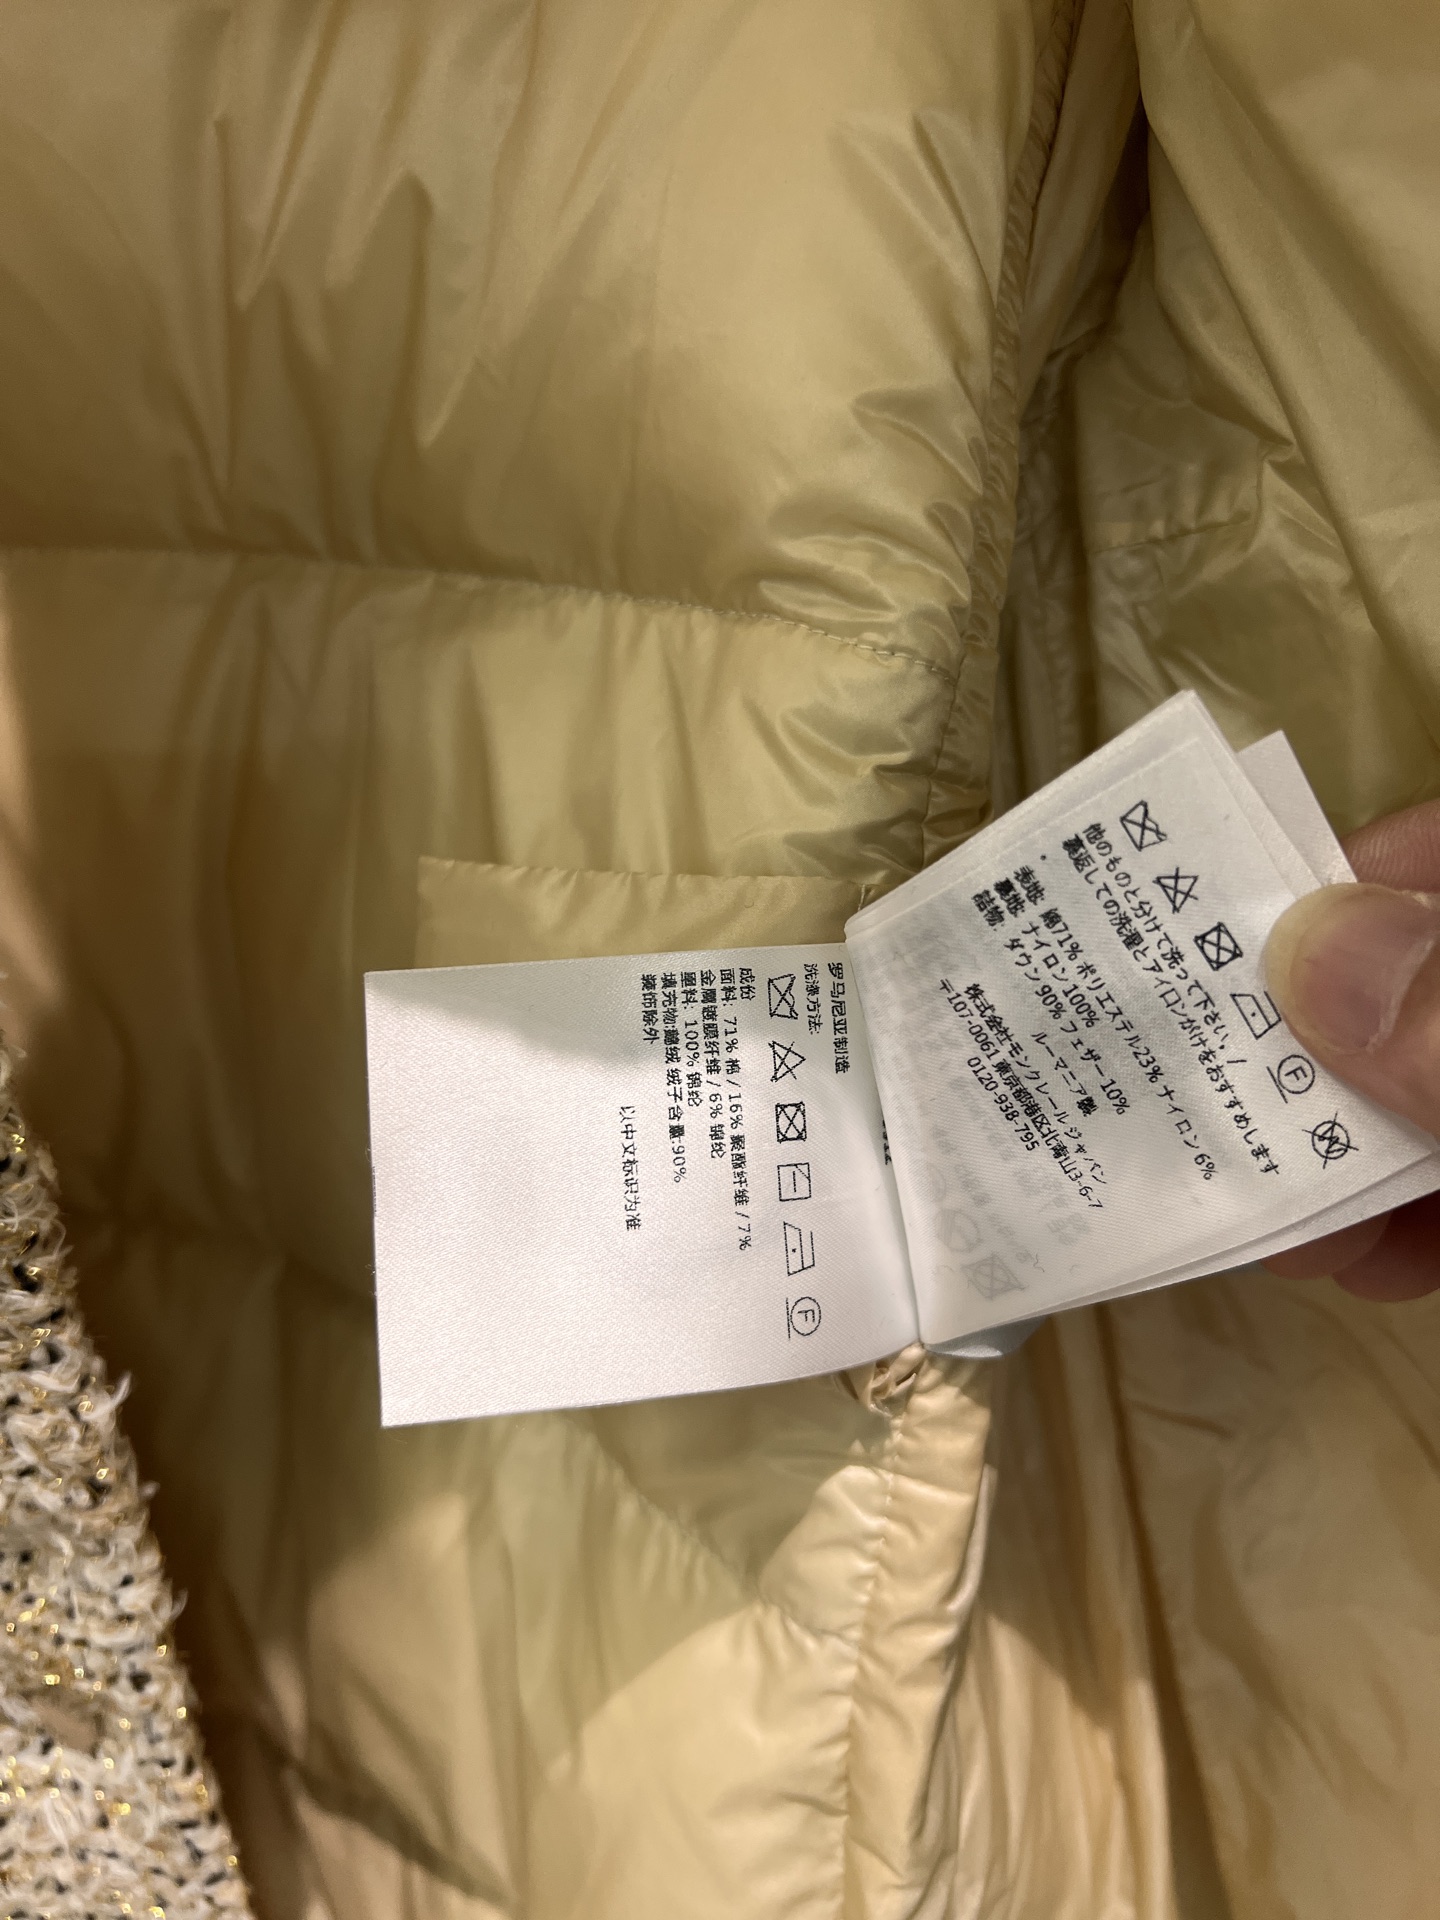 罗马尼亚制造
洗涤方法:
成份
面料: 71% 棉 / 16% 聚酯纤维 / 7%
金属镀膜纤维 / 6% 锦纶
里料: 100% 锦纶
填充物:鹅绒 绒子含量:90%
装饰除外
以中文标识为准
他のものと分けて洗って下さい。/
裏返しての洗濯とアイロンがけをおすすめします
表地: 綿71% ポリエステル23% ナイロン 6%
裏地: ナイロン100%
詰物: ダウン 90% フェザー 10%
ルーマニア製
株式会社モンクレール ジャパン
〒107-0061 東京都港区北青山3-6-7
0120-938-795
F
F
W